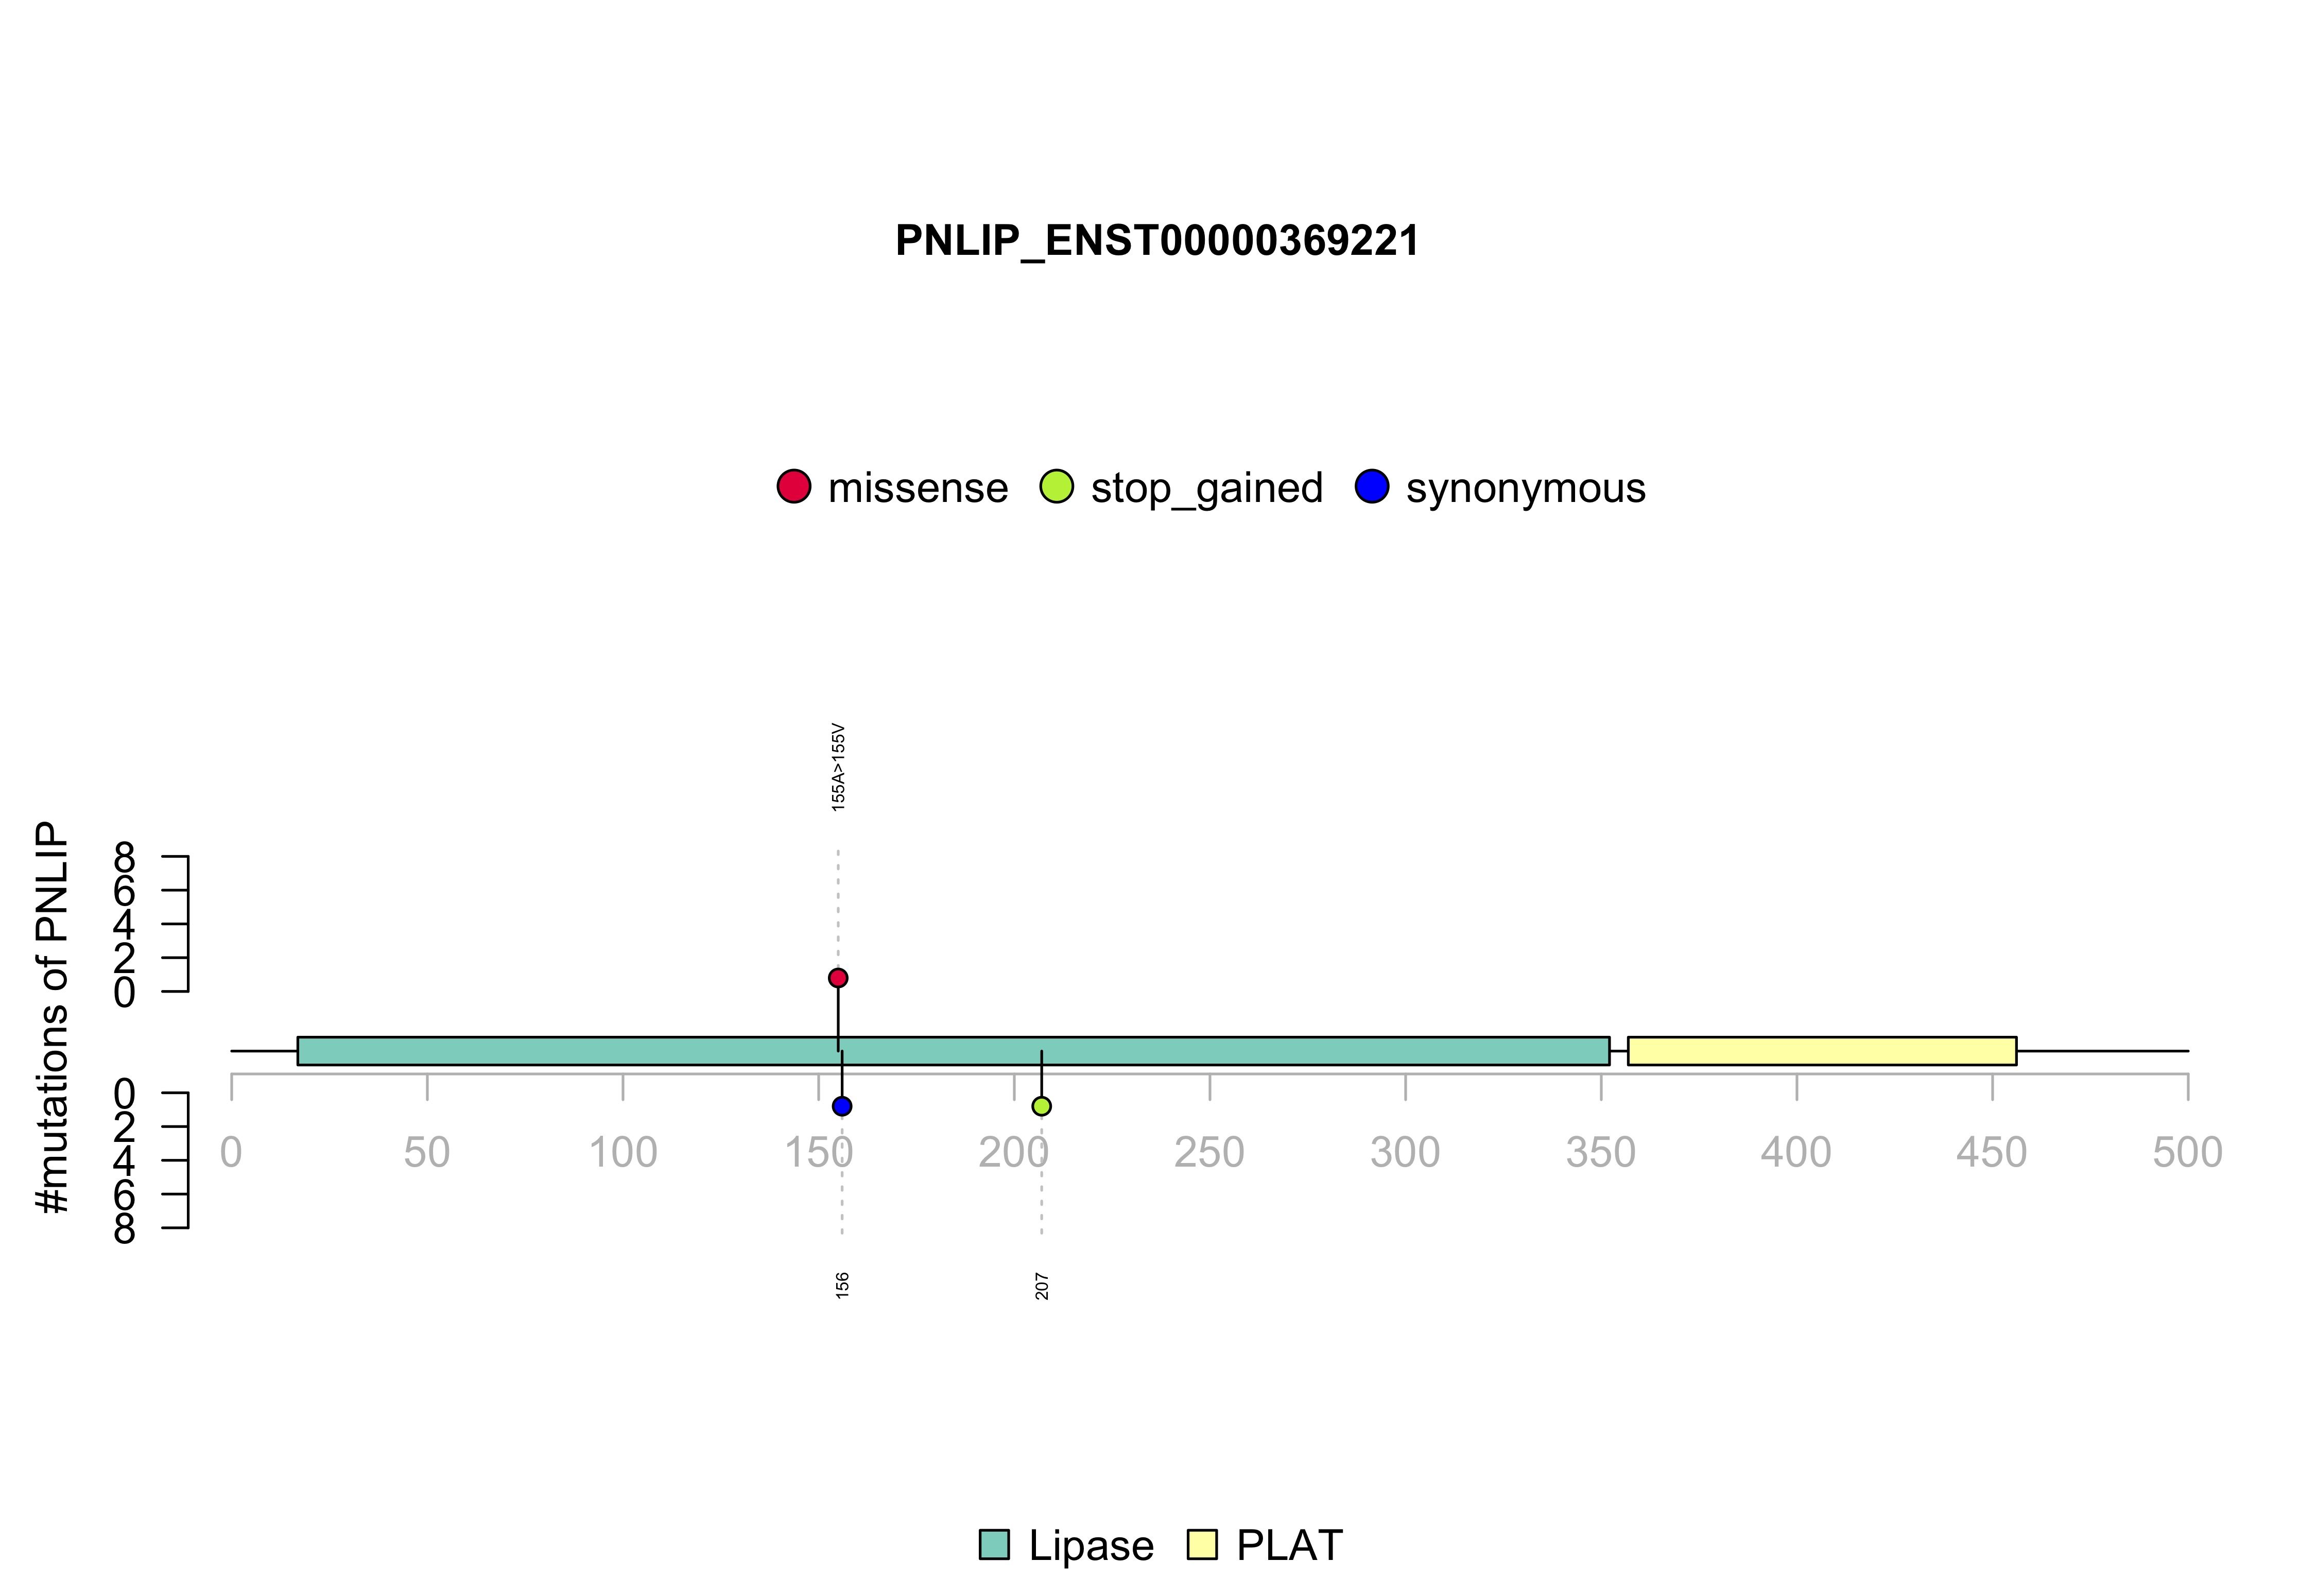 PNLIP_ENST00000369221
missense stop_gained synonymous
155A>155V
#mutations of PNLIP
8
6
4
2
0
0
2
4
6
8
0 50 100 150 200 250 300 350 400 450 500
156 207
Lipase PLAT